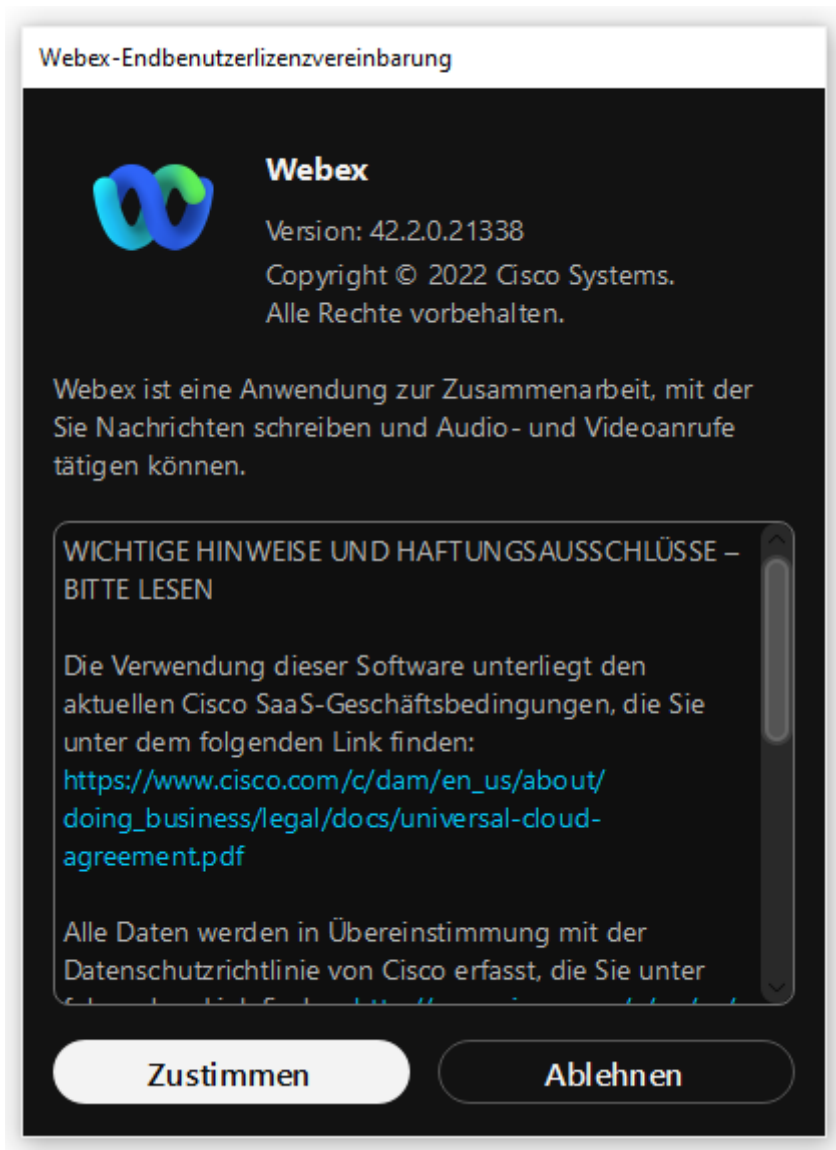 Webex-Endbenutzerlizenzvereinbarung
Webex
Version: 42.2.0.21338
Copyright © 2022 Cisco Systems.
Alle Rechte vorbehalten.
Webex ist eine Anwendung zur Zusammenarbeit, mit der
Sie Nachrichten schreiben und Audio- und Videoanrufe
tätigen können.
WICHTIGE HINWEISE UND HAFTUNGSAUSSCHLÜSSE –
BITTE LESEN
Die Verwendung dieser Software unterliegt den
aktuellen Cisco SaaS-Geschäftsbedingungen, die Sie
unter dem folgenden Link finden:
https://www.cisco.com/c/dam/en_us/about/
doing_business/legal/docs/universal-cloud-
agreement.pdf
Alle Daten werden in Übereinstimmung mit der
Datenschutzrichtlinie von Cisco erfasst, die Sie unter
Zustimmen
Ablehnen